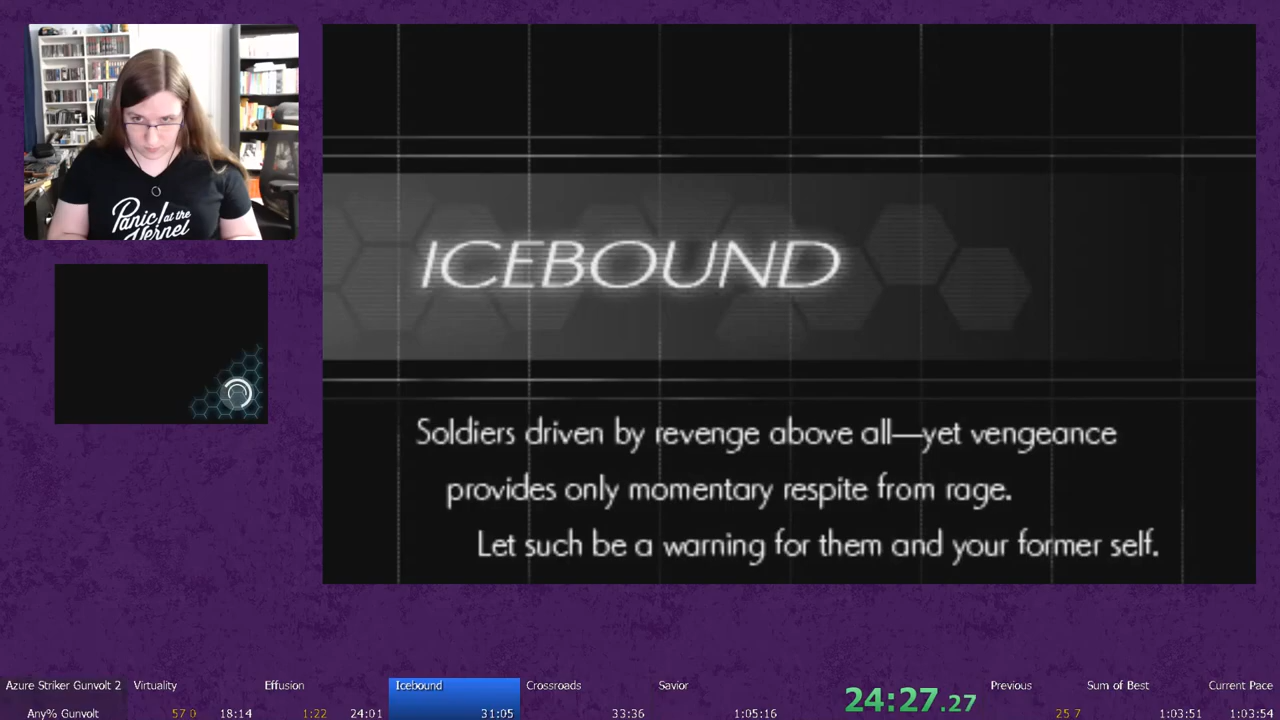 Panic! at the
Kernel
ICEBOUND
Soldiers driven by revenge above all—yet vengeance
provides only momentary respite from rage.
Let such be a warning for them and your former self.
Azure Striker Gunvolt 2 Virtuality Effusion Icebound Crossroads Savior 24:27.27 Previous Sum of Best Current Pace
Any% Gunvolt 57.0 18:14 1:22 24:01 31:05 33:36 1:05:16 25.7 1:03:51 1:03:54